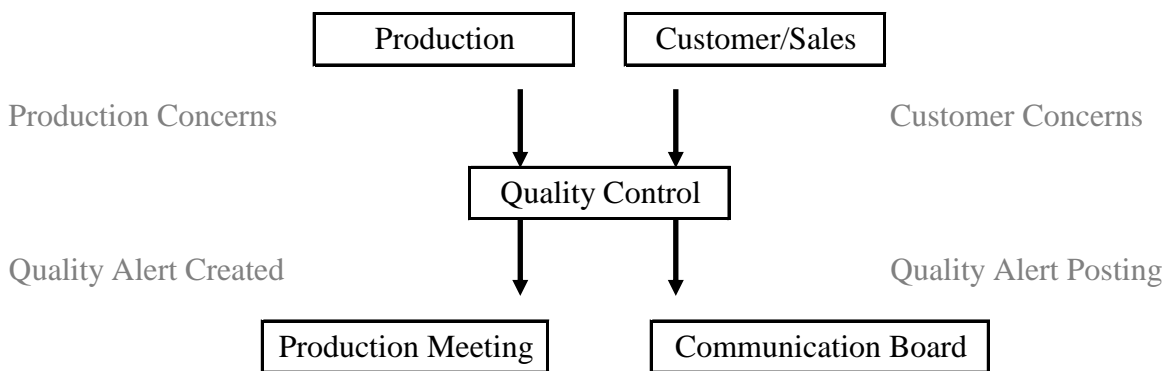 Production
Customer/Sales
Production Concerns
Customer Concerns
Quality Control
Quality Alert Created
Quality Alert Posting
Production Meeting
Communication Board